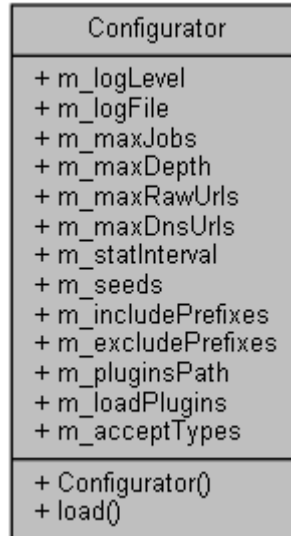 Configurator
+ m_logLevel
+ m_logFile
+ m_maxJobs
+ m_maxDepth
+ m_maxRawUrls
+ m_maxDnsUrls
+ m_statInterval
+ m_seeds
+ m_includePrefixes
+ m_excludePrefixes
+ m_pluginsPath
+ m_loadPlugins
+ m_acceptTypes
+ Configurator()
+ load()